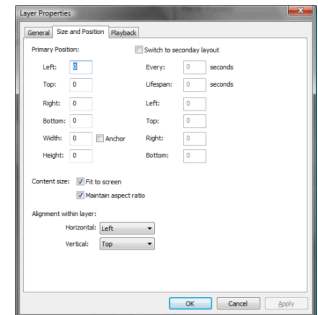 Layer Properties
General Size and Position Playback
Primary Position: Switch to seconday layout
Left: 0 Every: 0 seconds
Top: 0 Lifespan: 0 seconds
Right: 0 Left: 0
Bottom: 0 Top: 0
Width: 0 Anchor Right: 0
Height: 0 Bottom: 0
Content size: Fit to screen
Maintain aspect ratio
Alignment within layer:
Horizontal: Left
Vertical: Top
OK Cancel Apply